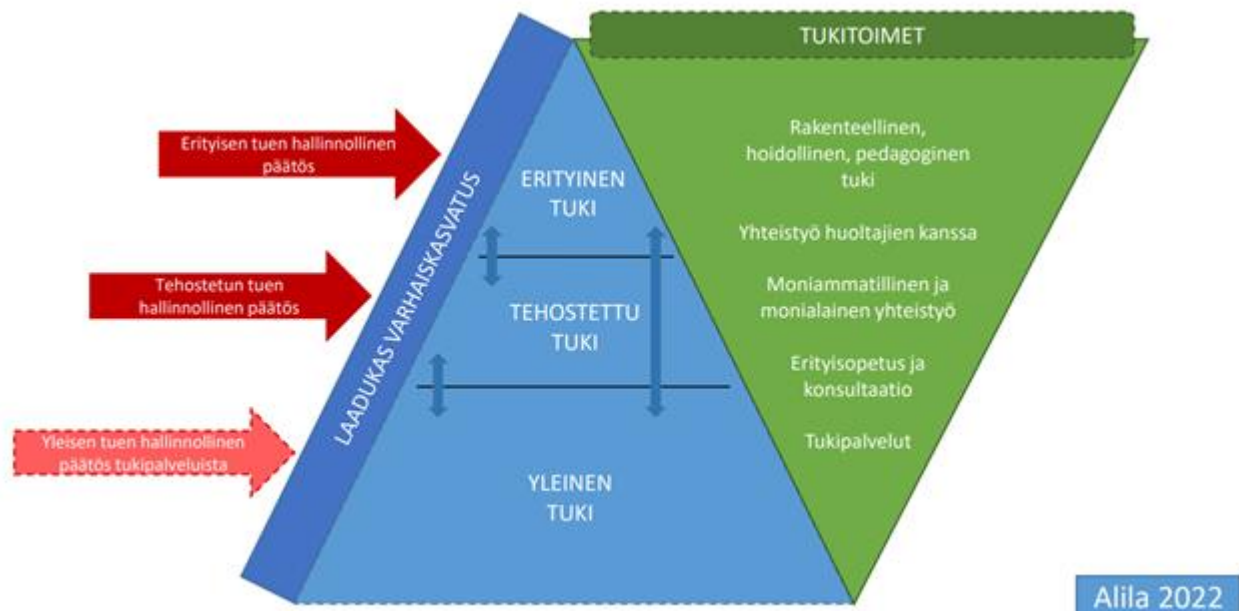 TUKITOIMET
Erityisen tuen hallinnollinen
päätös
Tehostetun tuen
hallinnollinen päätös
Yleisen tuen hallinnollinen
päätös tukipalveluista
LAADUKAS VARHAISKASVATUS
ERITYINEN
TUKI
TEHOSTETTU
TUKI
YLEINEN
TUKI
Rakenteellinen,
hoidollinen, pedagoginen
tuki
Yhteistyö huoltajien kanssa
Moniammatillinen ja
monialainen yhteistyö
Erityisopetus ja
konsultaatio
Tukipalvelut
Alila 2022